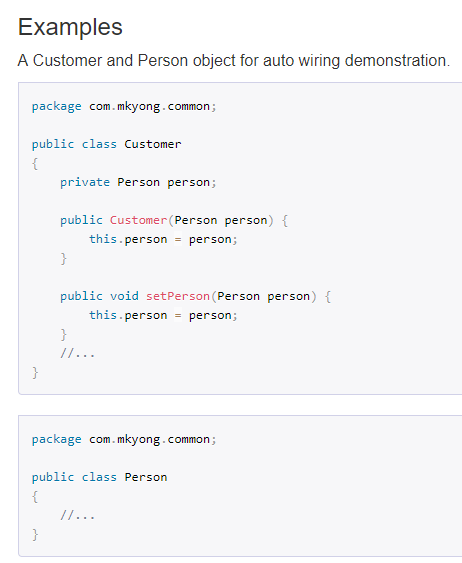 Examples
A Customer and Person object for auto wiring demonstration.
package com.mkyong.common;
public class Customer
{
private Person person;
public Customer(Person person) {
this.person = person;
}
public void setPerson(Person person) {
this.person = person;
}
//...
}
package com.mkyong.common;
public class Person
{
//...
}